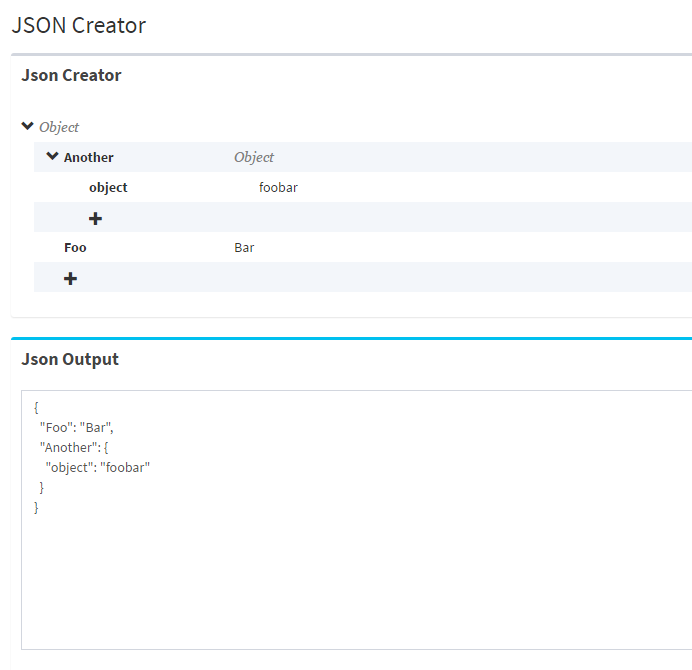 JSON Creator
Json Creator
Object
Another Object
object foobar
Foo Bar
Json Output
{
"Foo": "Bar",
"Another": {
"object": "foobar"
}
}